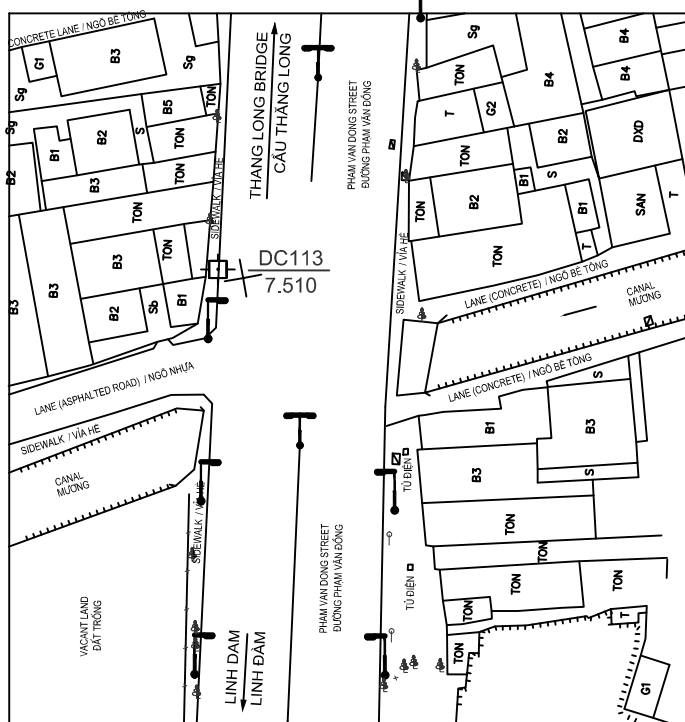 CONCRETE LANE / NGÕ BÊ TÔNG
G1
B3
Sg
Sg
Sg
B5
TON
B1
B2
S
TON
B2
B3
TON
TON
B3
B3
B3
TON
B2
Sb
B1
SIDEWALK / VỈA HÈ
THANG LONG BRIDGE
CẦU THĂNG LONG
PHAM VAN DONG STREET
ĐƯỜNG PHẠM VĂN ĐỒNG
DC113
7.510
Sg
TON
B4
B4
B4
T
G2
TON
B2
DXD
TON
B2
B1
S
B1
SAN
T
TON
T
SIDEWALK / VỈA HÈ
LANE (CONCRETE) / NGÕ BÊ TÔNG
CANAL
MƯƠNG
LANE (CONCRETE) / NGÕ BÊ TÔNG
LANE (ASPHALTED ROAD) / NGÕ NHỰA
SIDEWALK / VỈA HÈ
CANAL
MƯƠNG
SIDEWALK / VỈA HÈ
S
B1
B3
B3
S
TỦ ĐIỆN
TON
TON
TON
TON
TỦ ĐIỆN
TON
T
TON
G1
PHAM VAN DONG STREET
ĐƯỜNG PHẠM VĂN ĐỒNG
VACANT LAND
ĐẤT TRỐNG
LINH DAM
LINH ĐÀM